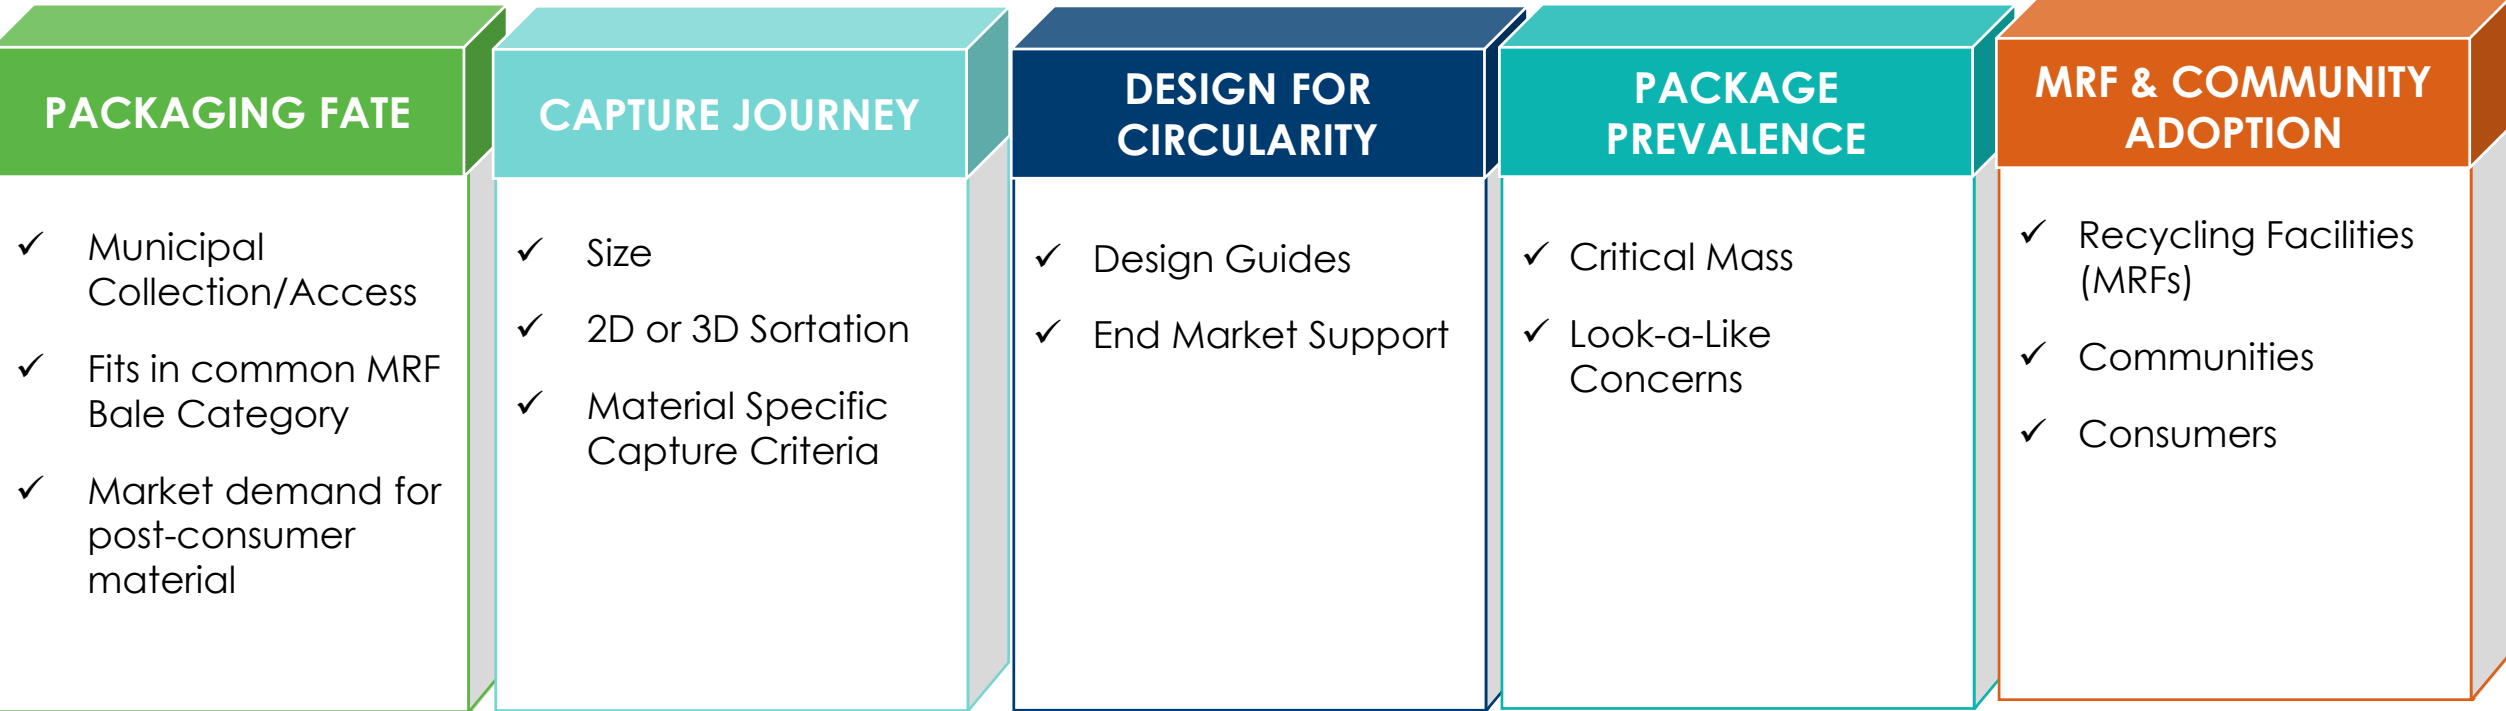 PACKAGING FATE
✓ Municipal
Collection/Access
✓ Fits in common MRF
Bale Category
✓ Market demand for
post-consumer
material
CAPTURE JOURNEY
✓ Size
✓ 2D or 3D Sortation
✓ Material Specific
Capture Criteria
DESIGN FOR
CIRCULARITY
✓ Design Guides
✓ End Market Support
PACKAGE
PREVALENCE
✓ Critical Mass
✓ Look-a-Like
Concerns
MRF & COMMUNITY
ADOPTION
✓ Recycling Facilities
(MRFs)
✓ Communities
✓ Consumers